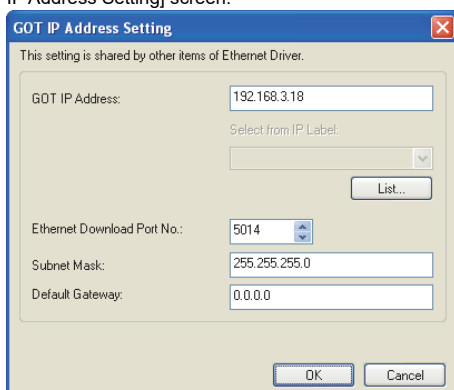 IP Address Setting] screen.
GOT IP Address Setting
This setting is shared by other items of Ethernet Driver.
GOT IP Address: 192.168.3.18
Select from IP Label:
List...
Ethernet Download Port No.: 5014
Subnet Mask: 255.255.255.0
Default Gateway: 0.0.0.0
OK Cancel